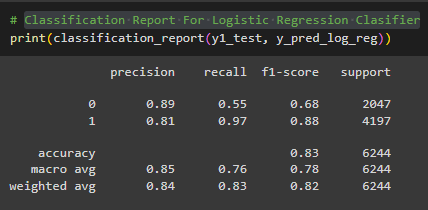 # Classification Report For Logistic Regression Clasifier
print(classification_report(y1_test, y_pred_log_reg))
precision recall f1-score support
0 0.89 0.55 0.68 2047
1 0.81 0.97 0.88 4197
accuracy 0.83 6244
macro avg 0.85 0.76 0.78 6244
weighted avg 0.84 0.83 0.82 6244